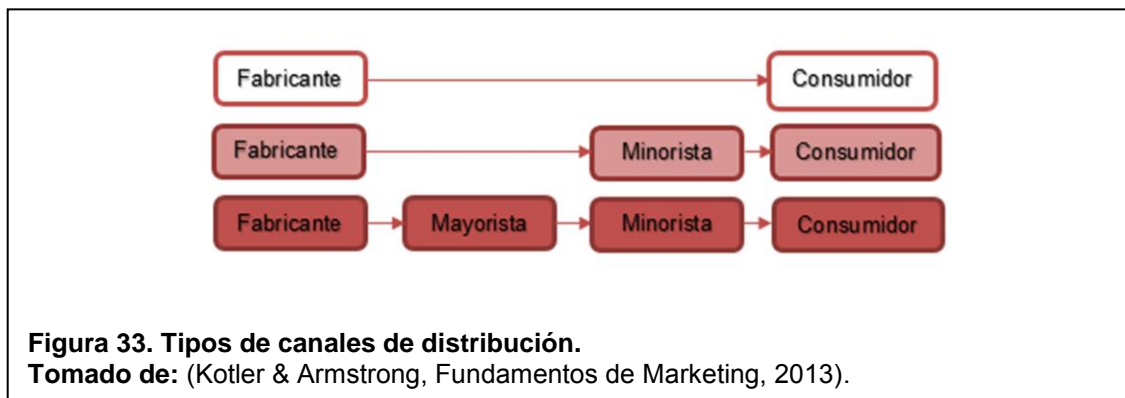 Fabricante Consumidor
Fabricante Minorista Consumidor
Fabricante Mayorista Minorista Consumidor
Figura 33. Tipos de canales de distribución.
Tomado de: (Kotler & Armstrong, Fundamentos de Marketing, 2013).